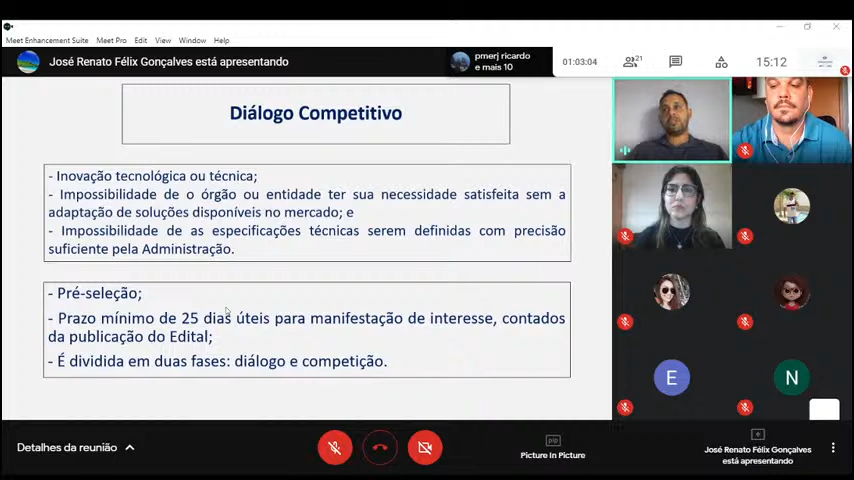 Meet Enhancement Suite Meet Pro Edit View Window Help
José Renato Félix Gonçalves está apresentando
pmerj ricardo
e mais 10
01:03:04
21
15:12
Diálogo Competitivo
- Inovação tecnológica ou técnica;
- Impossibilidade de o órgão ou entidade ter sua necessidade satisfeita sem a
adaptação de soluções disponíveis no mercado; e
- Impossibilidade de as especificações técnicas serem definidas com precisão
suficiente pela Administração.
- Pré-seleção;
- Prazo mínimo de 25 dias úteis para manifestação de interesse, contados
da publicação do Edital;
- É dividida em duas fases: diálogo e competição.
E
N
Detalhes da reunião
PIP
Picture In Picture
José Renato Félix Gonçalves
está apresentando